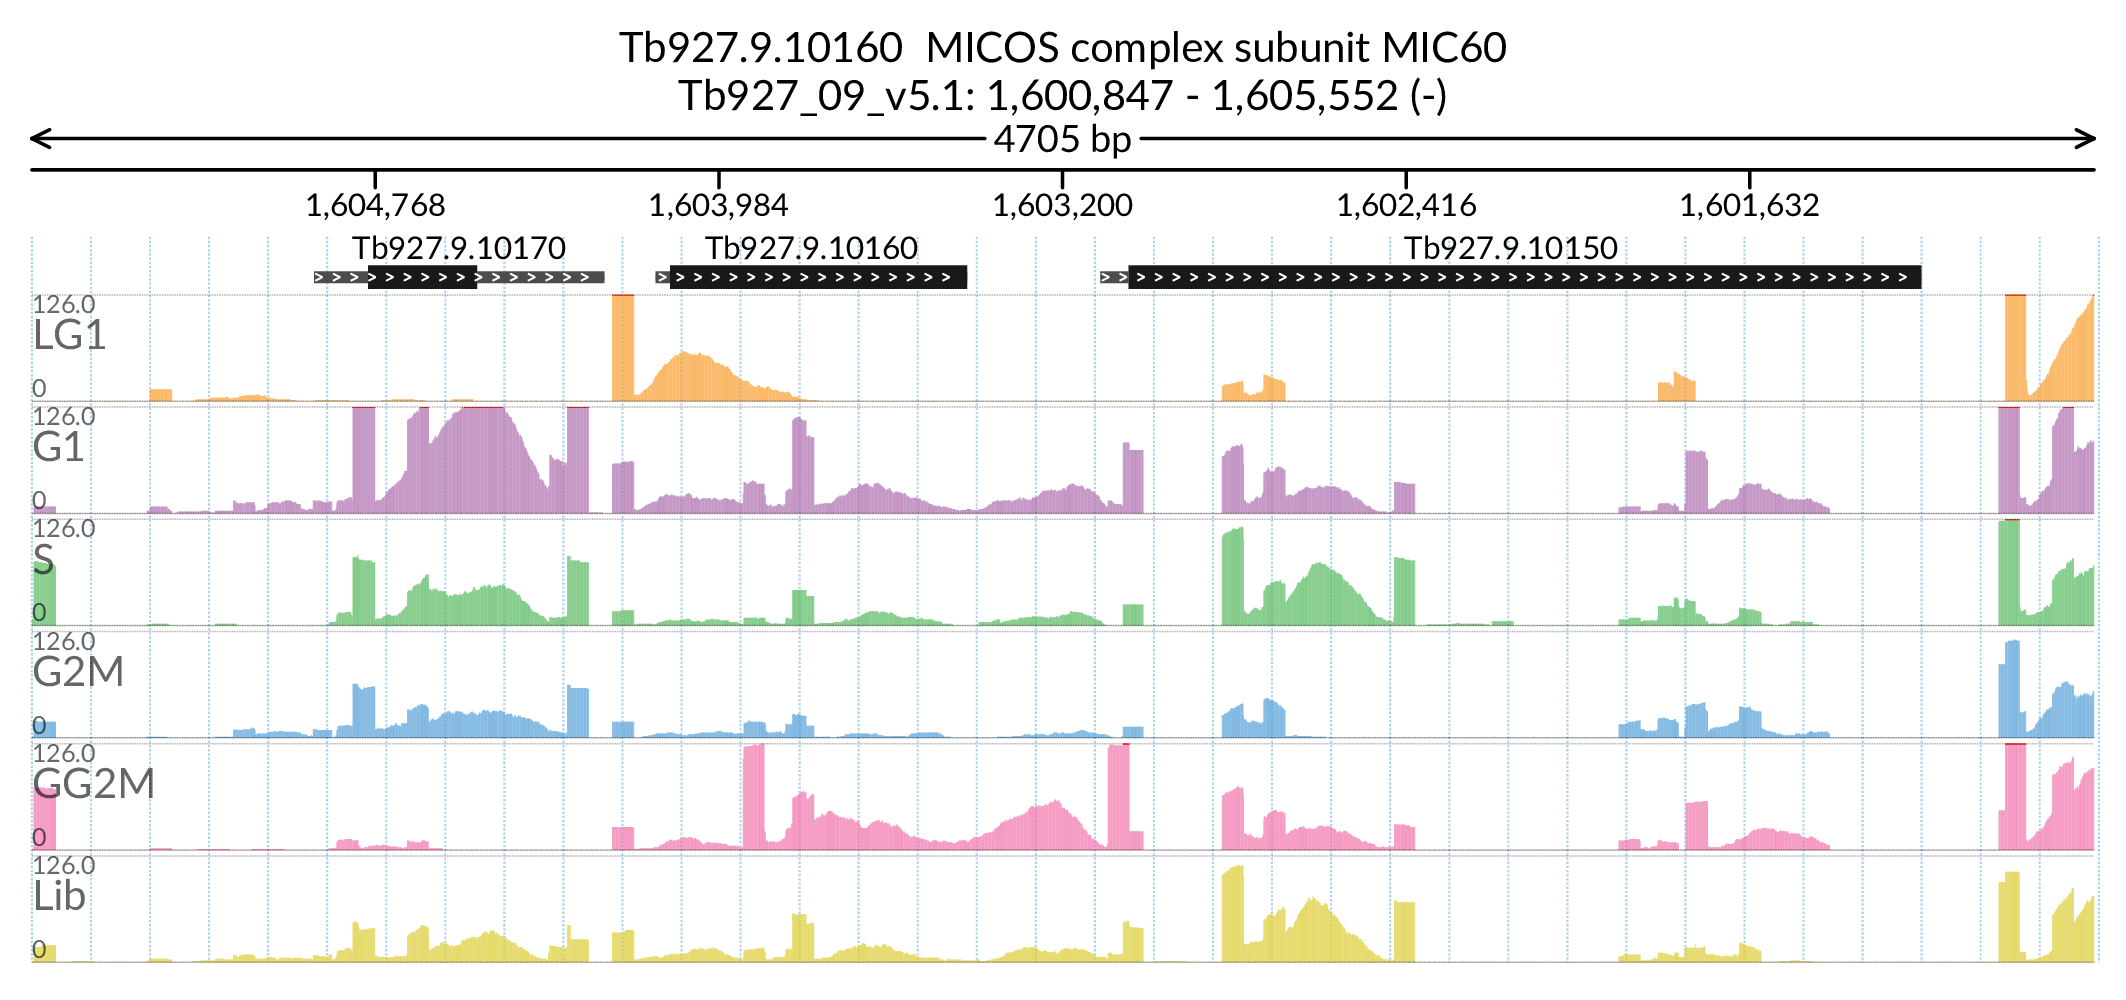 Tb927.9.10160  MICOS complex subunit MIC60
Tb927_09_v5.1: 1,600,847 - 1,605,552 (-)
4705 bp
1,604,768 1,603,984 1,603,200 1,602,416 1,601,632
Tb927.9.10170 Tb927.9.10160 Tb927.9.10150
126.0
LG1
0
126.0
G1
0
126.0
S
0
126.0
G2M
0
126.0
GG2M
0
126.0
Lib
0